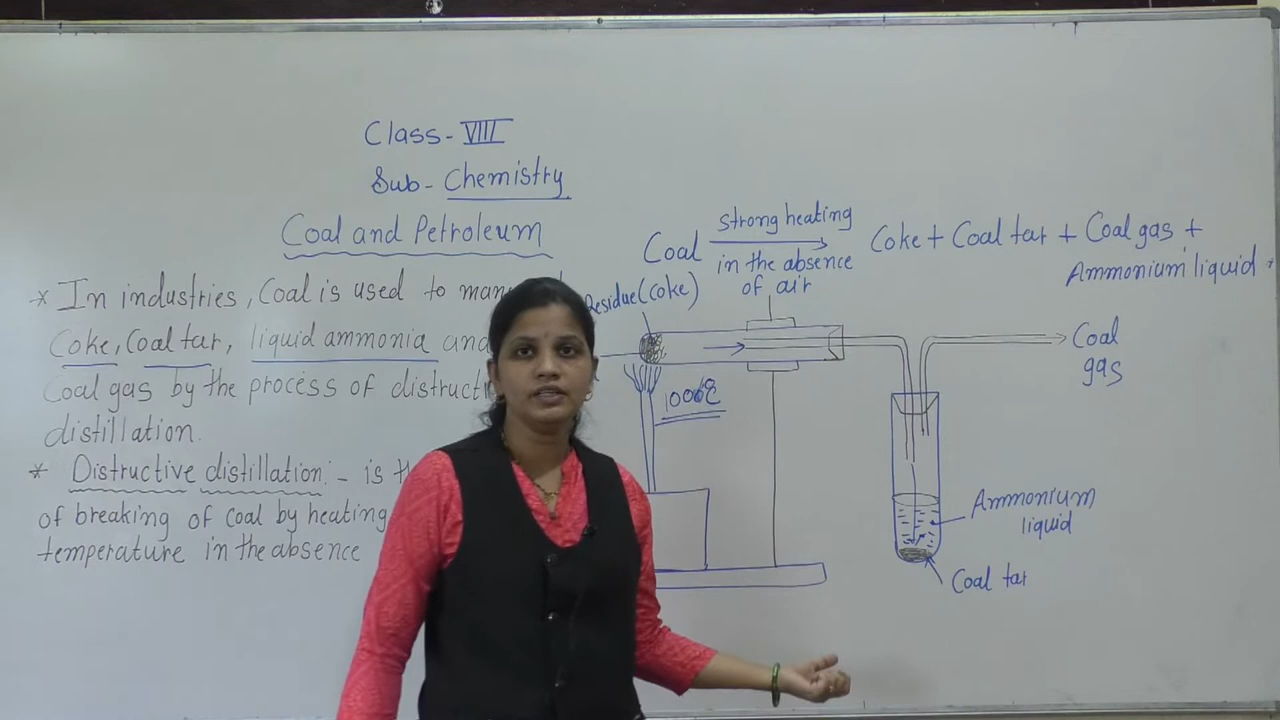 Class-VIII
Sub- Chemistry
Coal and Petroleum
* In industries, Coal is used to
Coke, Coal tar, liquid ammonia and
Coal gas by the process of
distillation.
* Distructive distillation:- is
of breaking of coal by heating
temperature in the absence
Coal strong heating
in the absence
of air
Coke + Coal tar + Coal gas +
Ammonium liquid
Residue(coke)
Coal
gas
Ammonium
liquid
Coal tar